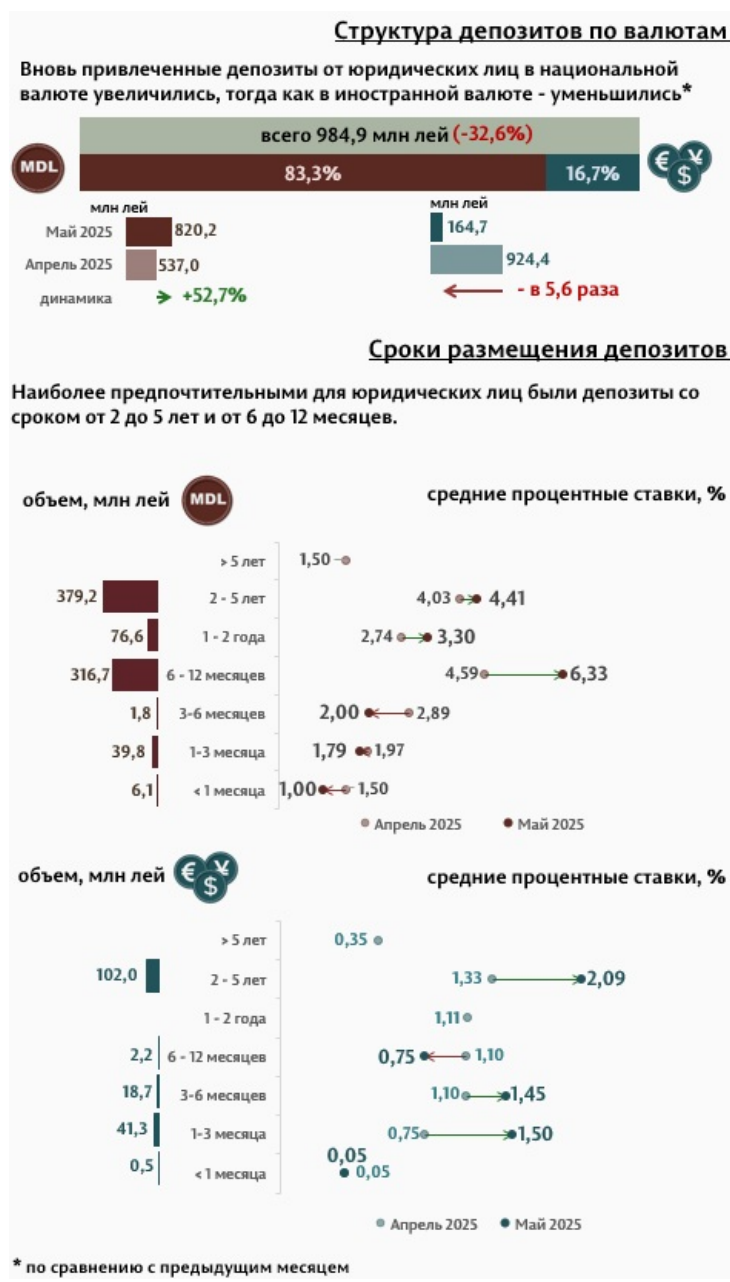 Структура депозитов по валютам
Вновь привлеченные депозиты от юридических лиц в национальной
валюте увеличились, тогда как в иностранной валюте - уменьшились*
всего 984,9 млн лей (-32,6%)
MDL 83,3% 16,7% € ¥ $
млн лей млн лей
Май 2025 820,2 164,7
Апрель 2025 537,0 924,4
динамика +52,7% - в 5,6 раза
Сроки размещения депозитов
Наиболее предпочтительными для юридических лиц были депозиты со
сроком от 2 до 5 лет и от 6 до 12 месяцев.
объем, млн лей MDL средние процентные ставки, %
> 5 лет 1,50
379,2 2 - 5 лет 4,03 4,41
76,6 1 - 2 года 2,74 3,30
316,7 6 - 12 месяцев 4,59 6,33
1,8 3-6 месяцев 2,00 2,89
39,8 1-3 месяца 1,79 1,97
6,1 < 1 месяца 1,00 1,50
Апрель 2025 Май 2025
объем, млн лей € ¥ $ средние процентные ставки, %
> 5 лет 0,35
102,0 2 - 5 лет 1,33 2,09
1 - 2 года 1,11
2,2 6 - 12 месяцев 0,75 1,10
18,7 3-6 месяцев 1,10 1,45
41,3 1-3 месяца 0,75 1,50
0,5 < 1 месяца 0,05 0,05
Апрель 2025 Май 2025
* по сравнению с предыдущим месяцем